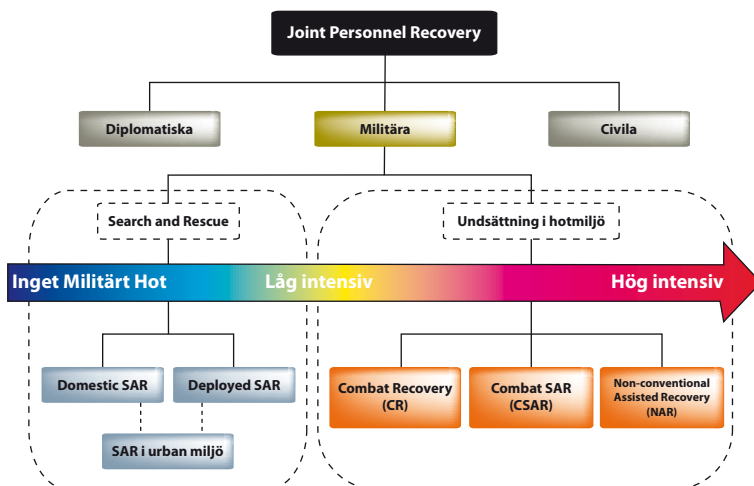 Joint Personnel Recovery
Diplomatiska
Militära
Civila
Search and Rescue
Undsättning i hotmiljö
Inget Militärt Hot
Låg intensiv
Hög intensiv
Domestic SAR
Deployed SAR
Combat Recovery
(CR)
Combat SAR
(CSAR)
Non-conventional
Assisted Recovery
(NAR)
SAR i urban miljö